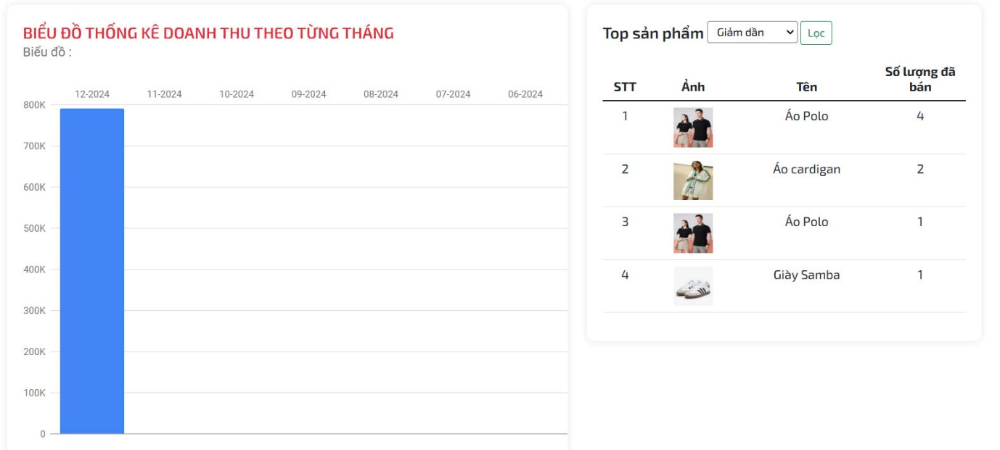 BIỂU ĐỒ THỐNG KÊ DOANH THU THEO TỪNG THÁNG
Biểu đồ :
12-2024 11-2024 10-2024 09-2024 08-2024 07-2024 06-2024
800K
700K
600K
500K
400K
300K
200K
100K
0
Top sản phẩm Giảm dần Lọc
STT Ảnh Tên Số lượng đã bán
1 Áo Polo 4
2 Áo cardigan 2
3 Áo Polo 1
4 Giày Samba 1